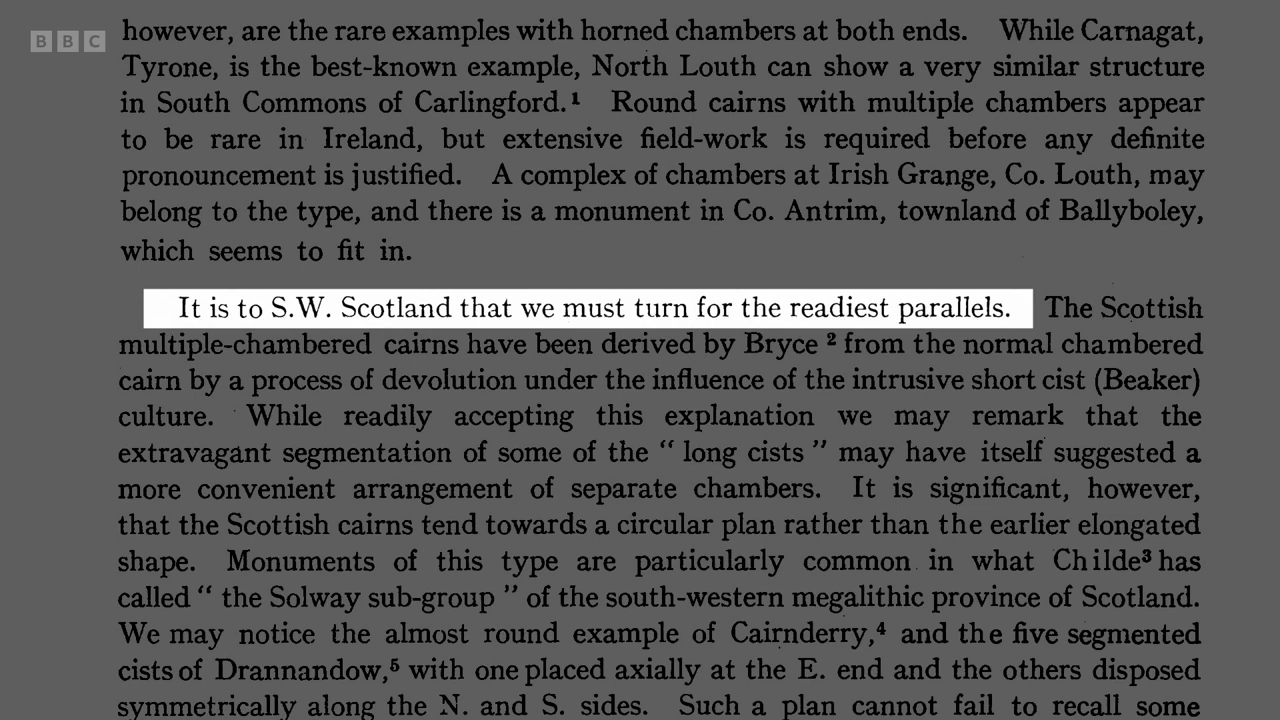 BBC
however, are the rare examples with horned chambers at both ends. While Carnagat,
Tyrone, is the best-known example, North Louth can show a very similar structure
in South Commons of Carlingford.¹ Round cairns with multiple chambers appear
to be rare in Ireland, but extensive field-work is required before any definite
pronouncement is justified. A complex of chambers at Irish Grange, Co. Louth, may
belong to the type, and there is a monument in Co. Antrim, townland of Ballyboley,
which seems to fit in.
It is to S.W. Scotland that we must turn for the readiest parallels. The Scottish
multiple-chambered cairns have been derived by Bryce ² from the normal chambered
cairn by a process of devolution under the influence of the intrusive short cist (Beaker)
culture. While readily accepting this explanation we may remark that the
extravagant segmentation of some of the “ long cists ” may have itself suggested a
more convenient arrangement of separate chambers. It is significant, however,
that the Scottish cairns tend towards a circular plan rather than the earlier elongated
shape. Monuments of this type are particularly common in what Childe³ has
called “ the Solway sub-group ” of the south-western megalithic province of Scotland.
We may notice the almost round example of Cairnderry,⁴ and the five segmented
cists of Drannandow,⁵ with one placed axially at the E. end and the others disposed
symmetrically along the N. and S. sides. Such a plan cannot fail to recall some